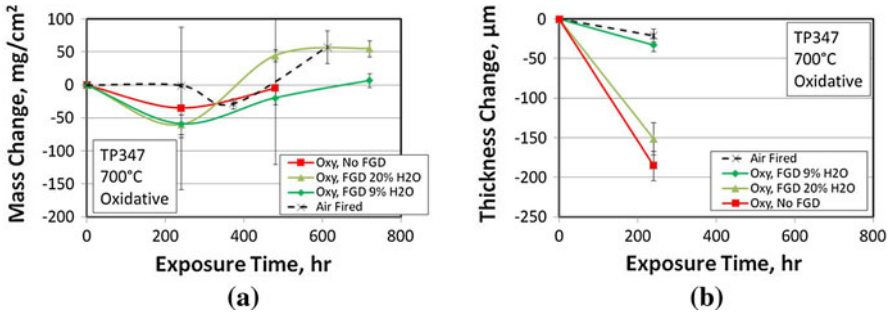 100
50
0
-50
-100
-150
-200
0
200
400
600
800
Mass Change, mg/cm²
Exposure Time, hr
TP347
700°C
Oxidative
Oxy, No FGD
Oxy, FGD 20% H2O
Oxy, FGD 9% H2O
Air Fired
(a)
0
-50
-100
-150
-200
-250
0
200
400
600
800
Thickness Change, µm
Exposure Time, hr
TP347
700°C
Oxidative
Air Fired
Oxy, FGD 9% H2O
Oxy, FGD 20% H2O
Oxy, No FGD
(b)